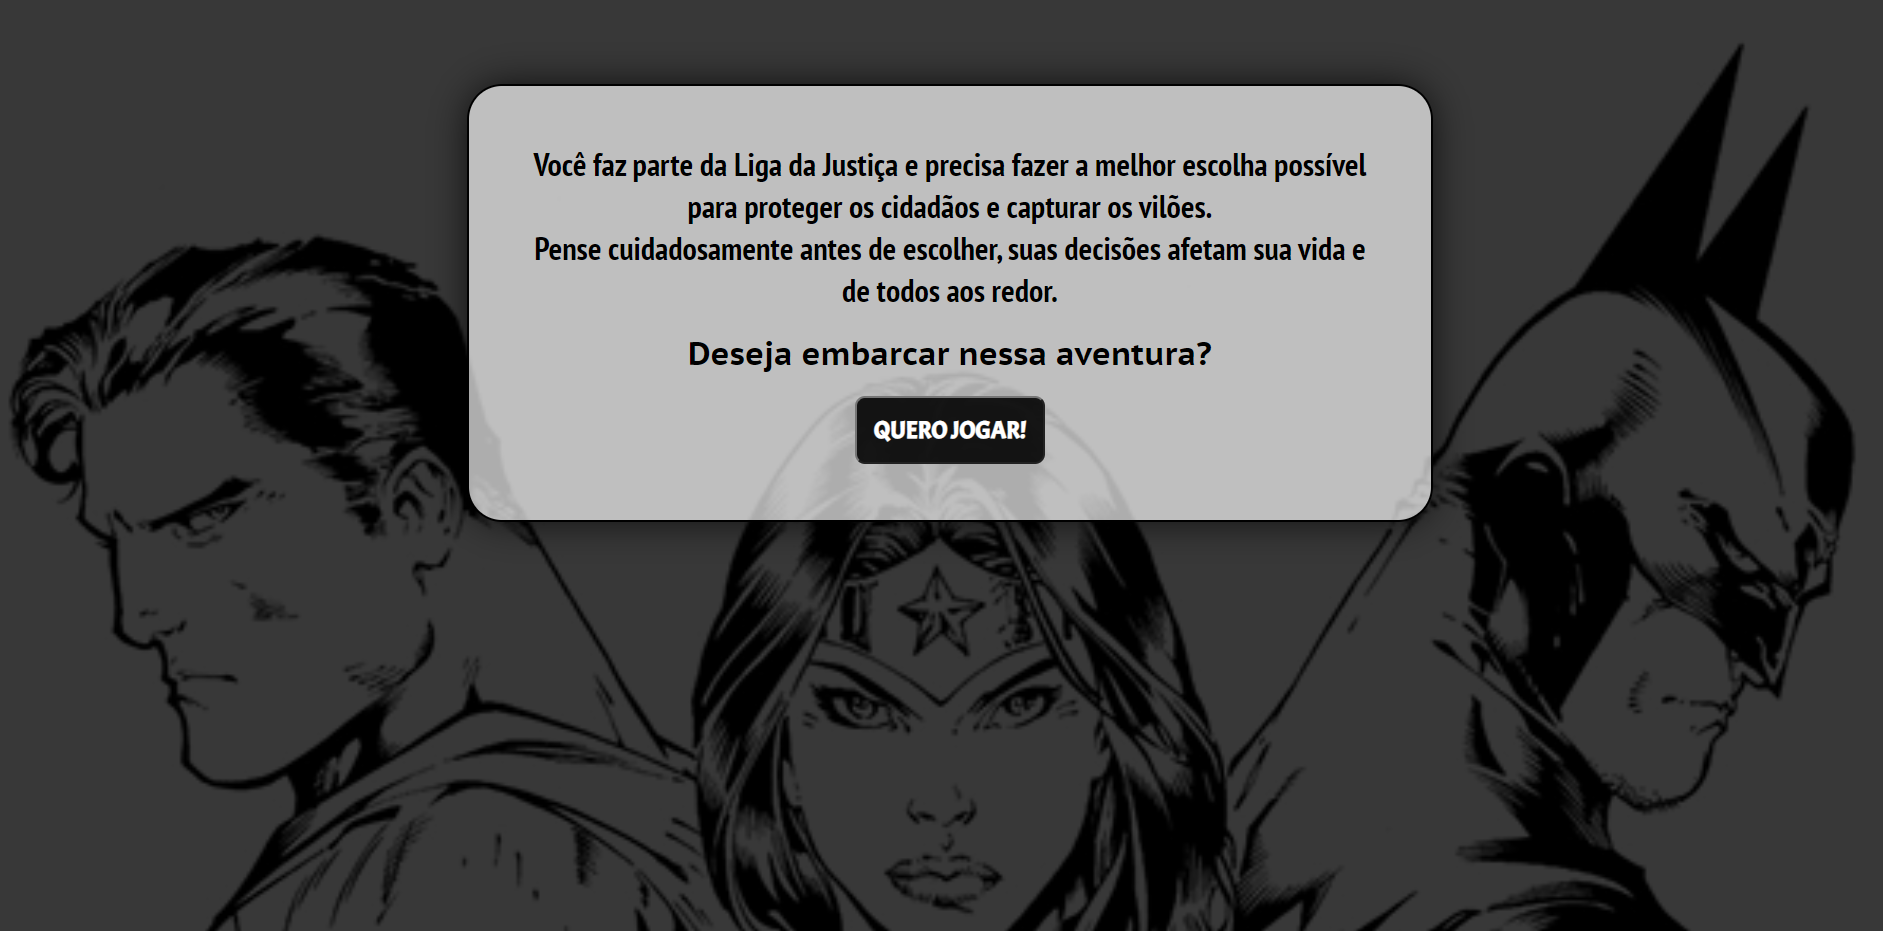 Você faz parte da Liga da Justiça e precisa fazer a melhor escolha possível
para proteger os cidadãos e capturar os vilões.
Pense cuidadosamente antes de escolher, suas decisões afetam sua vida e
de todos aos redor.
Deseja embarcar nessa aventura?
QUERO JOGAR!